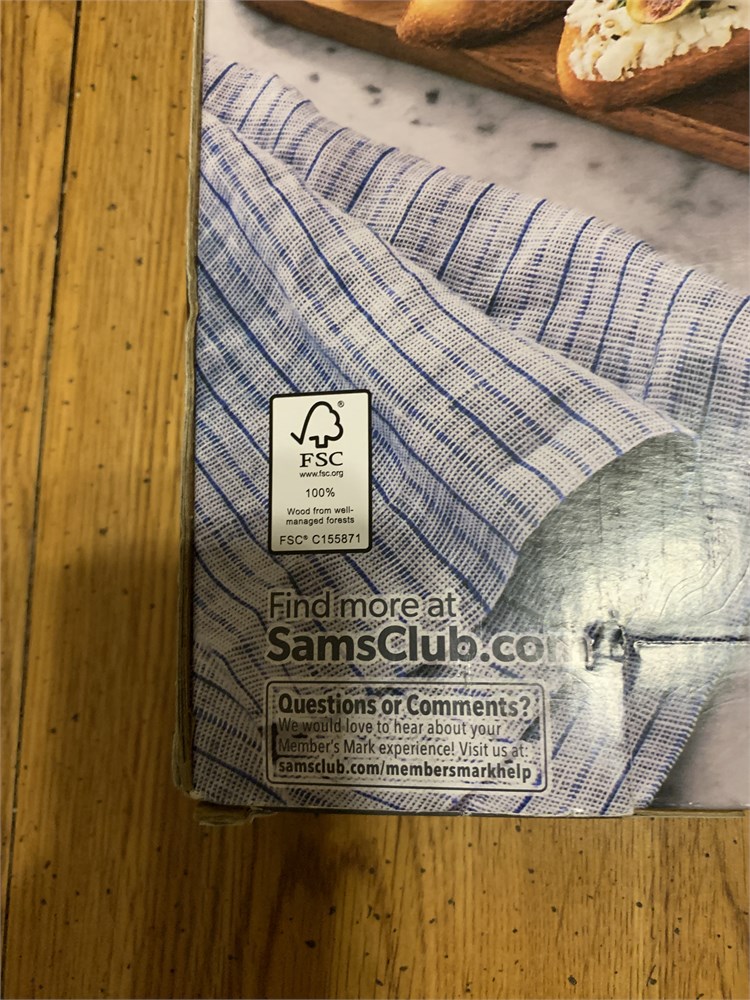 ®
FSC
www.fsc.org
100%
Wood from well-
managed forests
FSC® C155871
Find more at
SamsClub.com
Questions or Comments?
We would love to hear about your
Member's Mark experience! Visit us at:
samsclub.com/membersmarkhelp